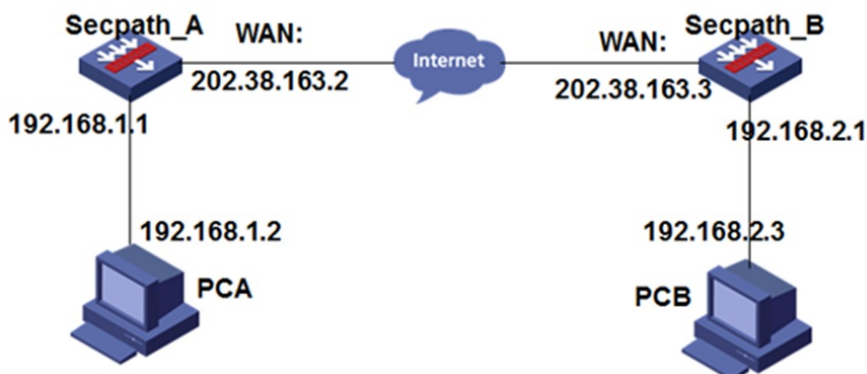 Secpath_A
WAN:
Internet
WAN:
Secpath_B
202.38.163.2
202.38.163.3
192.168.1.1
192.168.2.1
192.168.1.2
192.168.2.3
PCA
PCB